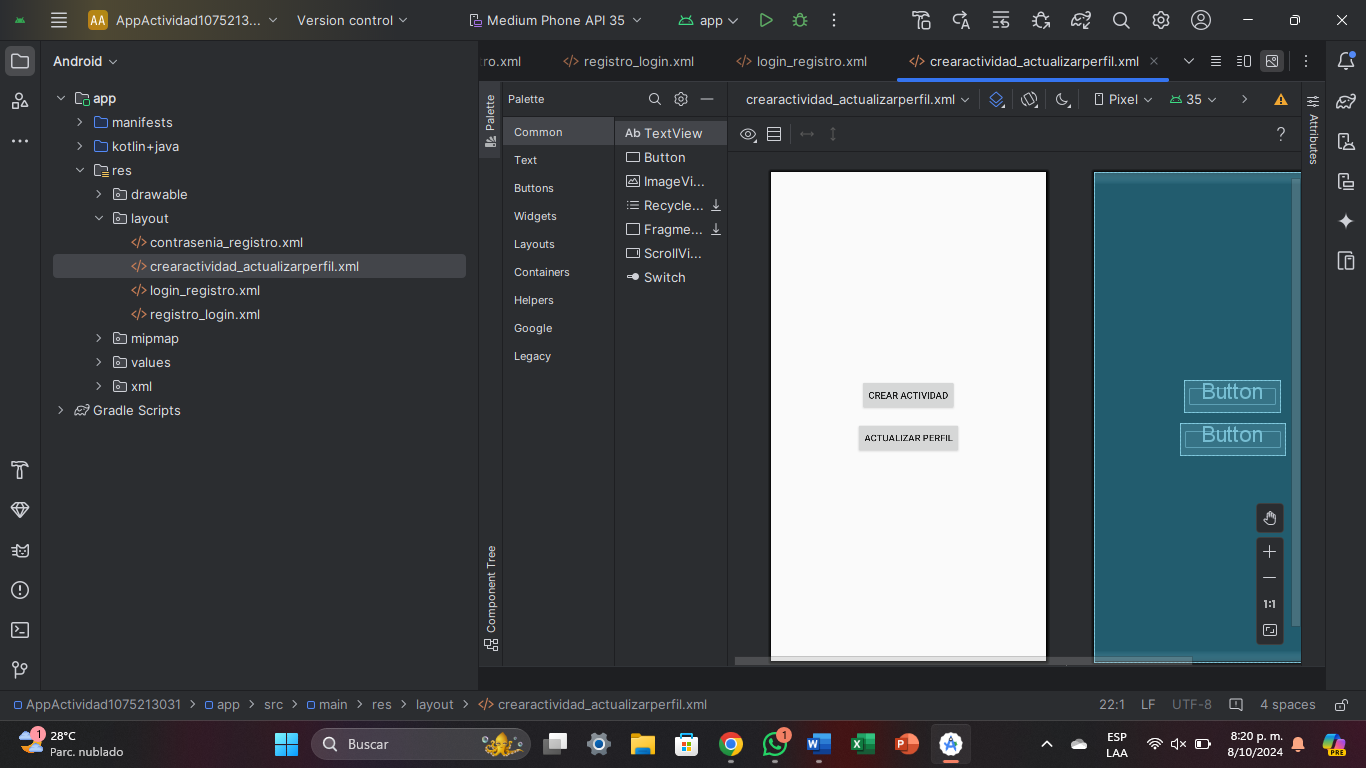 AA AppActividad1075213... Version control Medium Phone API 35 app
Android
app
manifests
kotlin+java
res
drawable
layout
contrasenia_registro.xml
crearactividad_actualizarperfil.xml
login_registro.xml
registro_login.xml
mipmap
values
xml
Gradle Scripts
ro.xml registro_login.xml login_registro.xml crearactividad_actualizarperfil.xml
Palette
Component Tree
Palette
Common
Text
Buttons
Widgets
Layouts
Containers
Helpers
Google
Legacy
Ab TextView
Button
ImageVi...
Recycle...
Fragme...
ScrollVi...
Switch
crearactividad_actualizarperfil.xml Pixel 35
?
Attributes
CREAR ACTIVIDAD
ACTUALIZAR PERFIL
Button
Button
1:1
AppActividad1075213031 > app > src > main > res > layout > crearactividad_actualizarperfil.xml 22:1 LF UTF-8 4 spaces
1
28°C
Parc. nublado
Buscar
1
ESP
LAA
8:20 p. m.
8/10/2024
PRE